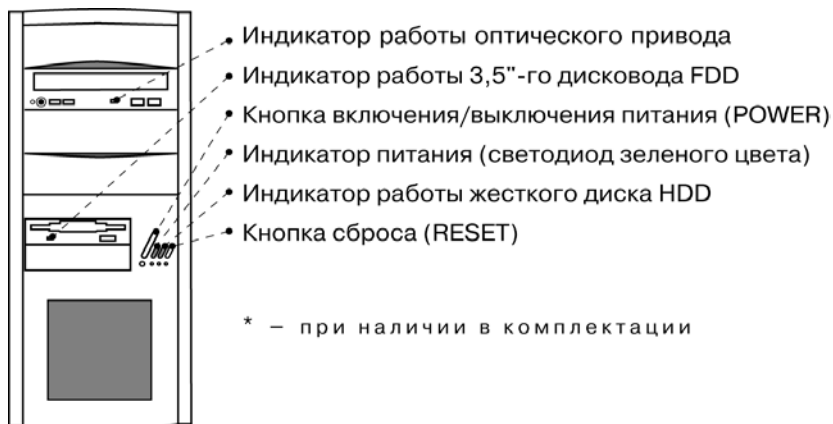 Индикатор работы оптического привода
Индикатор работы 3,5"-го дисковода FDD
Кнопка включения/выключения питания (POWER)
Индикатор питания (светодиод зеленого цвета)
Индикатор работы жесткого диска HDD
Кнопка сброса (RESET)
* – при наличии в комплектации